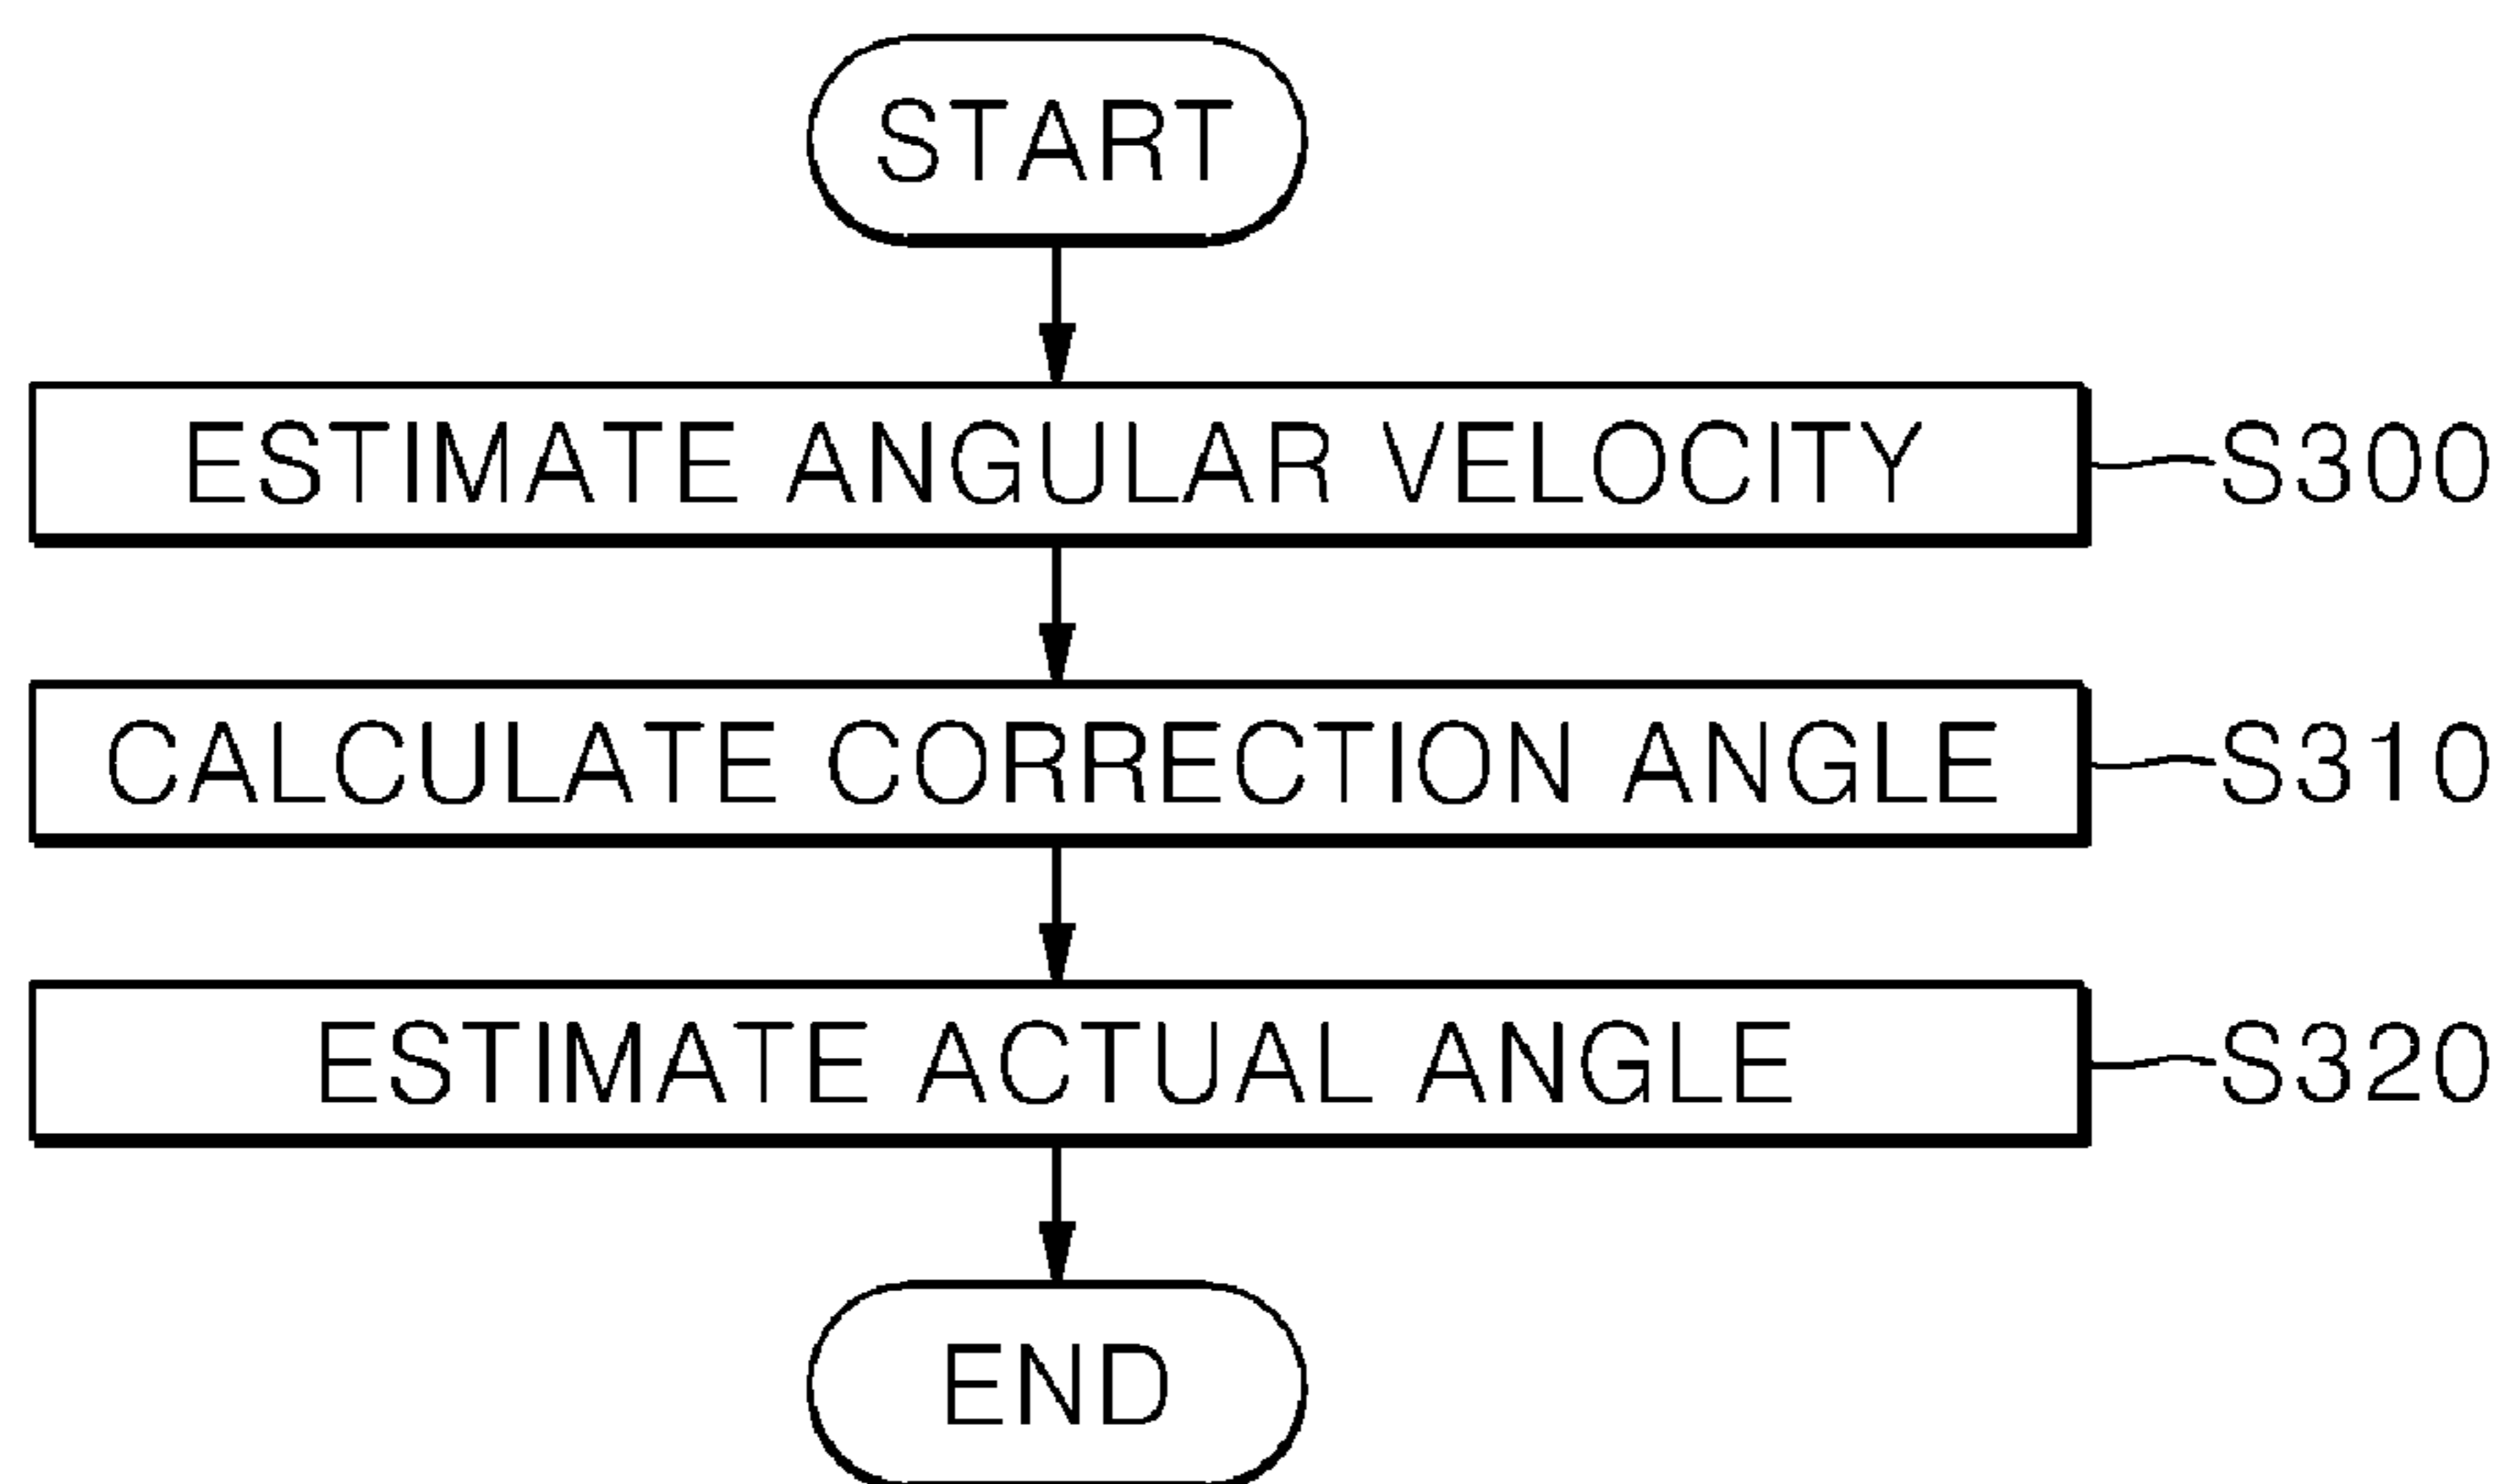 START
ESTIMATE ANGULAR VELOCITY S300
CALCULATE CORRECTION ANGLE S310
ESTIMATE ACTUAL ANGLE S320
END